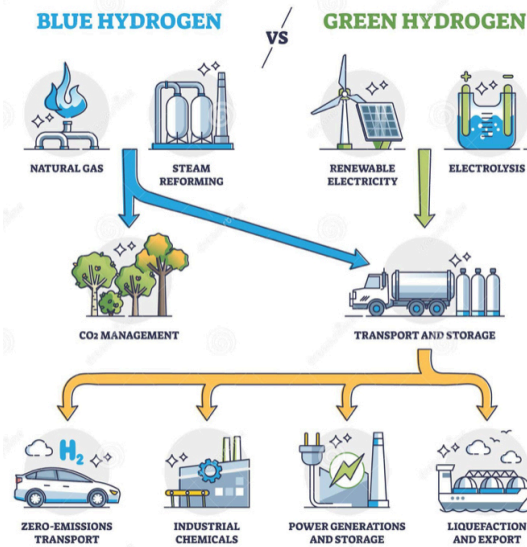 BLUE HYDROGEN
VS
GREEN HYDROGEN
NATURAL GAS
STEAM
REFORMING
RENEWABLE
ELECTRICITY
+ -
ELECTROLYSIS
CO2 MANAGEMENT
TRANSPORT AND STORAGE
H2
ZERO-EMISSIONS
TRANSPORT
INDUSTRIAL
CHEMICALS
POWER GENERATIONS
AND STORAGE
LIQUEFACTION
AND EXPORT